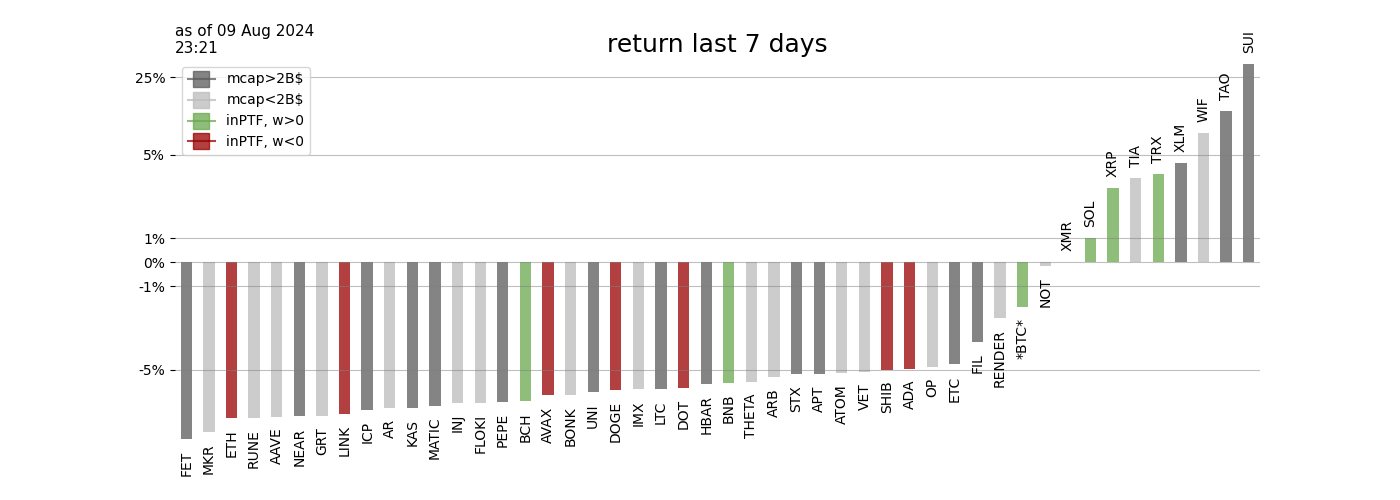 as of 09 Aug 2024
23:21
return last 7 days
25%
5%
1%
0%
-1%
-5%
mcap>2B$
mcap<2B$
inPTF, w>0
inPTF, w<0
FET
MKR
ETH
RUNE
AAVE
NEAR
GRT
LINK
ICP
AR
KAS
MATIC
INJ
FLOKI
PEPE
BCH
AVAX
BONK
UNI
DOGE
IMX
LTC
DOT
HBAR
BNB
THETA
ARB
STX
APT
ATOM
VET
SHIB
ADA
OP
ETC
FIL
RENDER
*BTC*
NOT
XMR
SOL
XRP
TIA
TRX
XLM
WIF
TAO
SUI